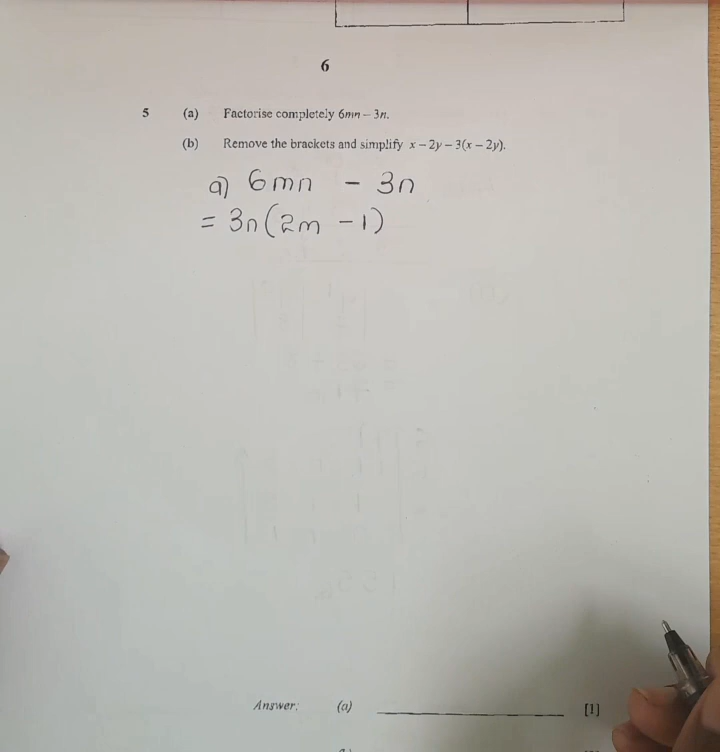 6
5 (a) Factorise completely 6mn – 3n.
(b) Remove the brackets and simplify x – 2y – 3(x – 2y).
a) 6mn - 3n
= 3n(2m - 1)
Answer: (a) ____________________ [1]